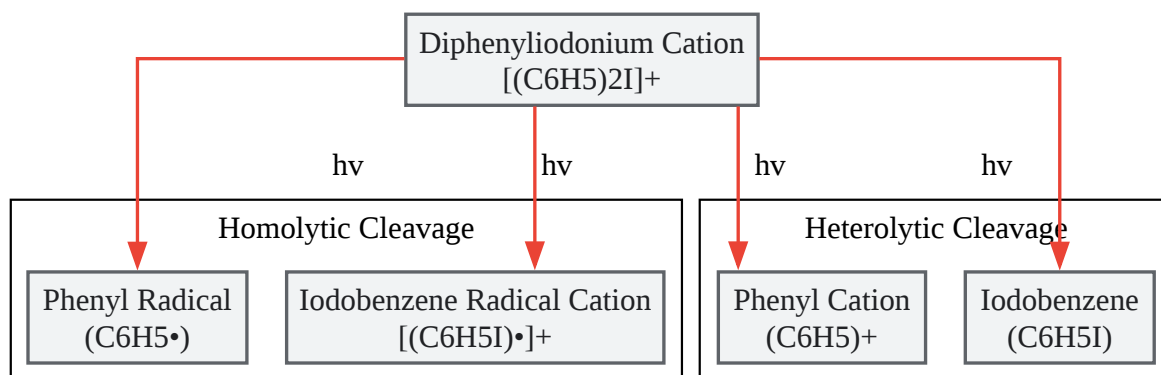 Diphenyliodonium Cation
[(C6H5)2I]+
hv
hv
hv
hv
Homolytic Cleavage
Heterolytic Cleavage
Phenyl Radical
(C6H5•)
Iodobenzene Radical Cation
[(C6H5I)•]+
Phenyl Cation
(C6H5)+
Iodobenzene
(C6H5I)